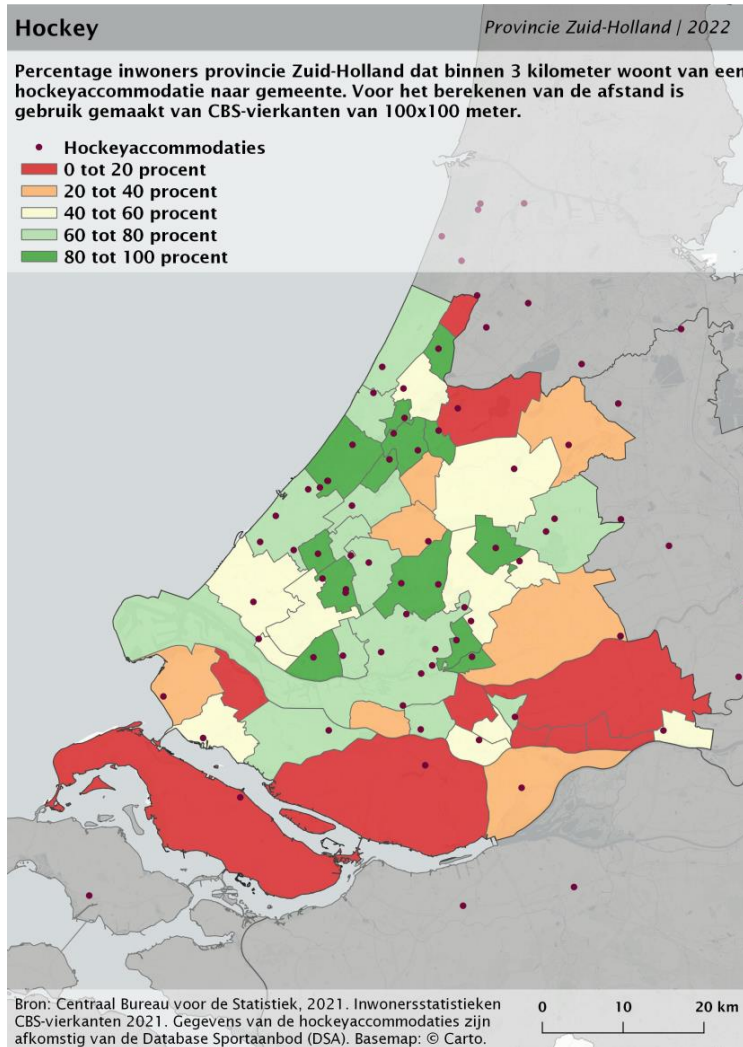 Hockey
Provincie Zuid-Holland | 2022
Percentage inwoners provincie Zuid-Holland dat binnen 3 kilometer woont van een
hockeyaccommodatie naar gemeente. Voor het berekenen van de afstand is
gebruik gemaakt van CBS-vierkanten van 100x100 meter.
Hockeyaccommodaties
0 tot 20 procent
20 tot 40 procent
40 tot 60 procent
60 tot 80 procent
80 tot 100 procent
Bron: Centraal Bureau voor de Statistiek, 2021. Inwonersstatistieken
CBS-vierkanten 2021. Gegevens van de hockeyaccommodaties zijn
afkomstig van de Database Sportaanbod (DSA). Basemap: © Carto.
0 10 20 km